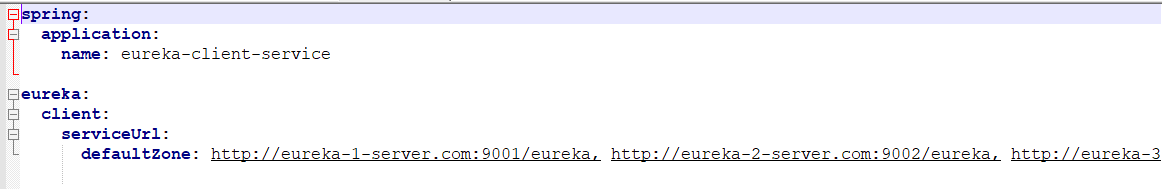 spring:
  application:
    name: eureka-client-service

eureka:
  client:
    serviceUrl:
      defaultZone: http://eureka-1-server.com:9001/eureka, http://eureka-2-server.com:9002/eureka, http://eureka-3